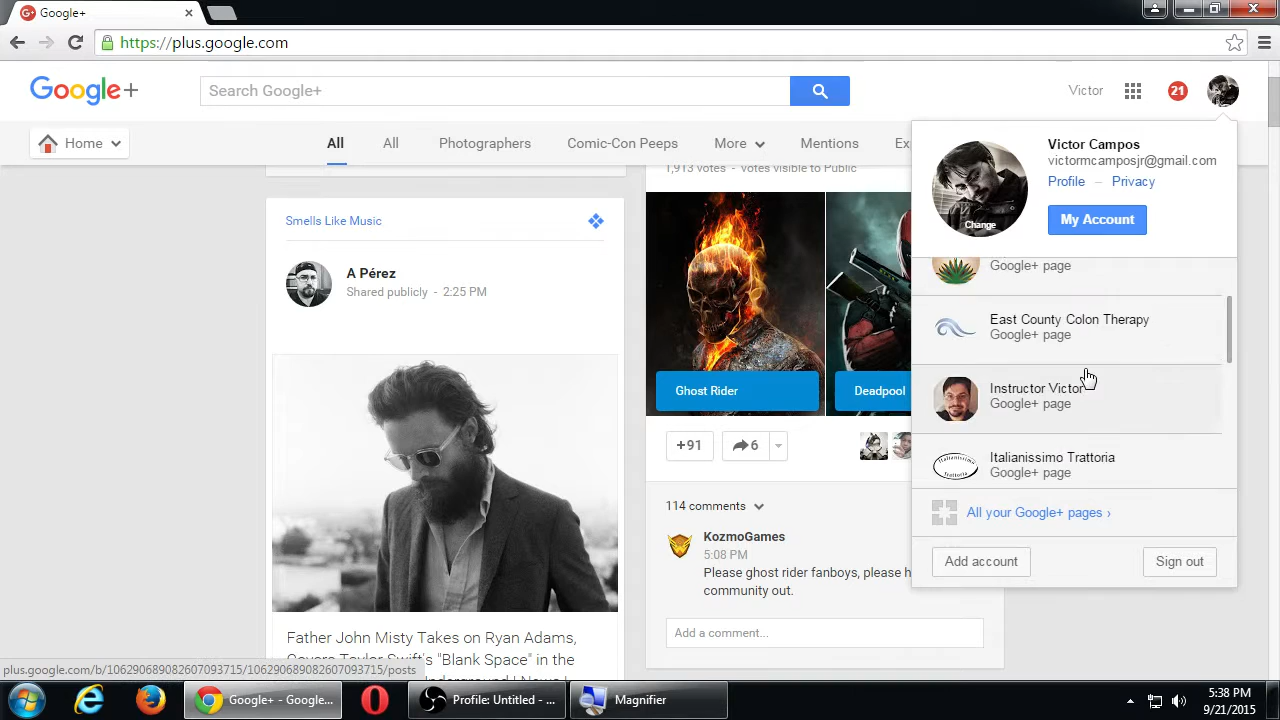 Google+
https://plus.google.com
Google+
Search Google+
Victor
21
Home
All
All
Photographers
Comic-Con Peeps
More
Mentions
Victor Campos
victormcamposjr@gmail.com
Profile – Privacy
Change
My Account
1,913 votes - Votes visible to Public
Smells Like Music
A Pérez
Shared publicly - 2:25 PM
Google+ page
East County Colon Therapy
Google+ page
Instructor Victor
Google+ page
Italianissimo Trattoria
Google+ page
All your Google+ pages ›
Add account
Sign out
Ghost Rider
Deadpool
+91
6
114 comments
KozmoGames
5:08 PM
Please ghost rider fanboys, please h
community out.
Add a comment...
Father John Misty Takes on Ryan Adams,
Covers Taylor Swift's "Blank Space" in the
plus.google.com/b/106290689082607093715/106290689082607093715/posts
Google+ - Google...
Profile: Untitled - ...
Magnifier
5:38 PM
9/21/2015